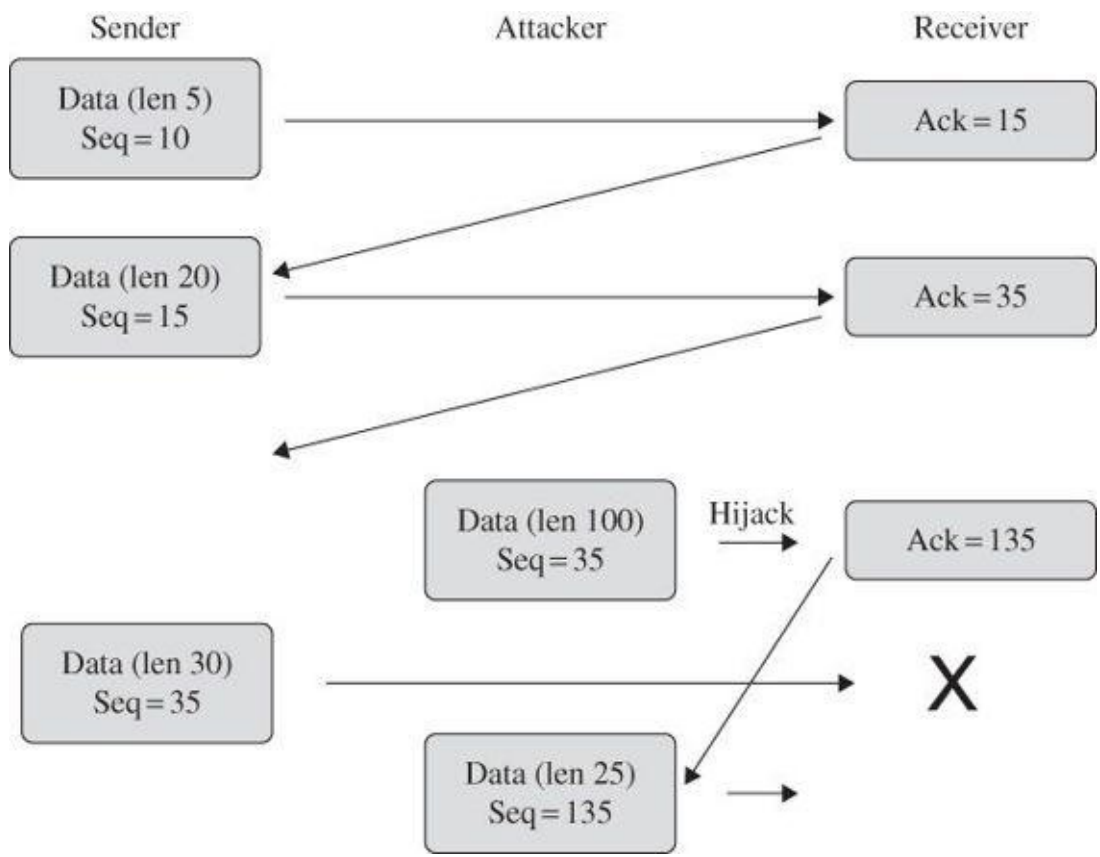 Sender
Attacker
Receiver
Data (len 5)
Seq = 10
Ack = 15
Data (len 20)
Seq = 15
Ack = 35
Data (len 100)
Seq = 35
Hijack
Ack = 135
Data (len 30)
Seq = 35
X
Data (len 25)
Seq = 135